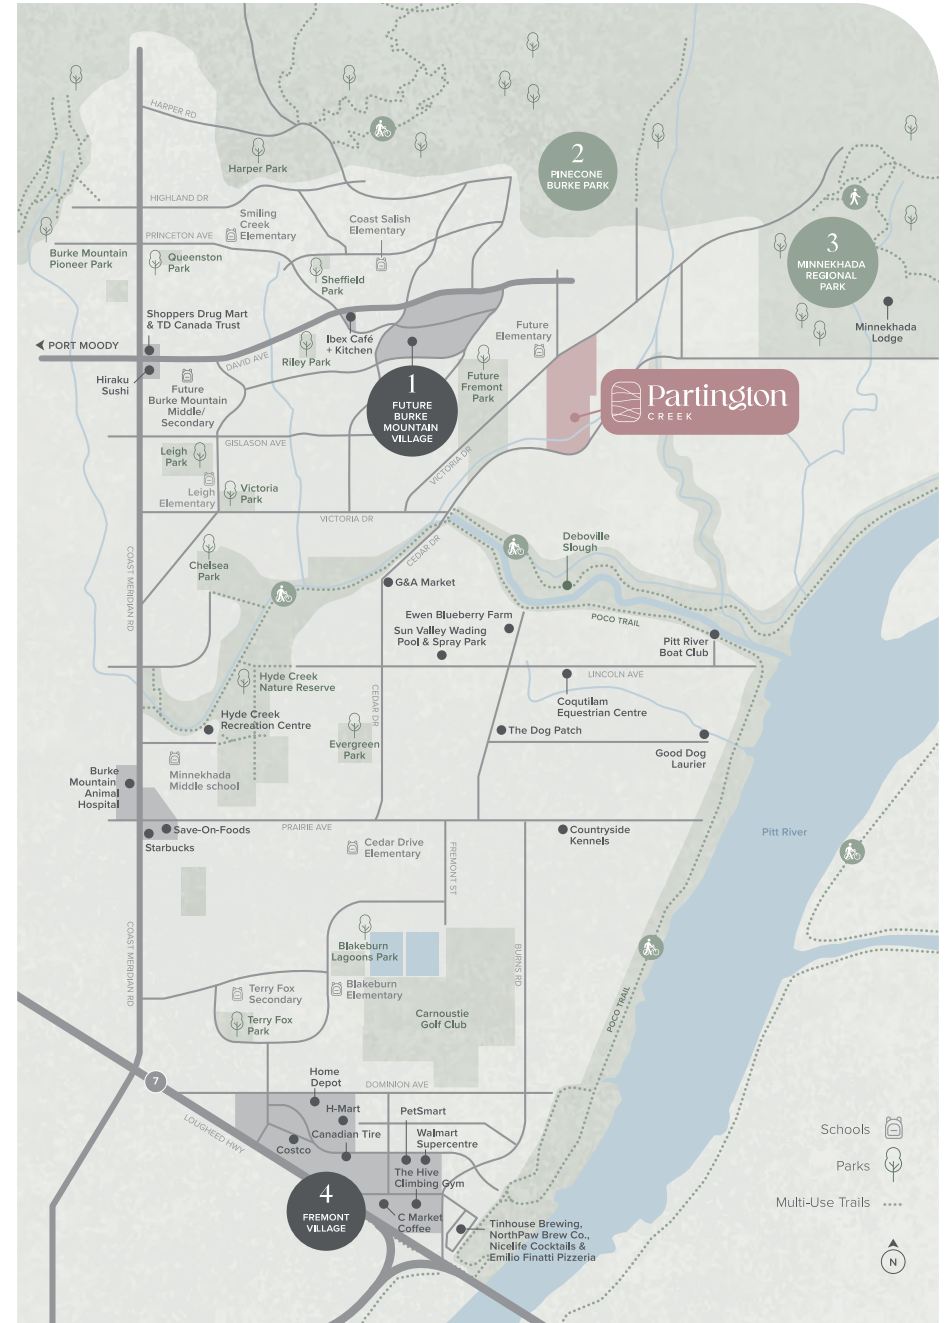 HARPER RD
Harper Park
2
PINECONE
BURKE PARK
HIGHLAND DR
Smiling
Creek
Elementary
Coast Salish
Elementary
PRINCETON AVE
Burke Mountain
Pioneer Park
Queenston
Park
Sheffield
Park
3
MINNEKHADA
REGIONAL
PARK
Minnekhada
Lodge
Shoppers Drug Mart
& TD Canada Trust
PORT MOODY
Ibex Café
+ Kitchen
Future
Elementary
DAVID AVE
Riley Park
Hiraku
Sushi
Future
Burke Mountain
Middle/
Secondary
1
FUTURE
BURKE
MOUNTAIN
VILLAGE
Future
Fremont
Park
Partington
CREEK
GISLASON AVE
Leigh
Park
Leigh
Elementary
Victoria
Park
VICTORIA DR
VICTORIA DR
COAST MERIDIAN RD
CEDAR DR
Chelsea
Park
Deboville
Slough
G&A Market
Ewen Blueberry Farm
Sun Valley Wading
Pool & Spray Park
POCO TRAIL
Pitt River
Boat Club
LINCOLN AVE
Hyde Creek
Nature Reserve
CEDAR DR
Coqutilam
Equestrian Centre
Hyde Creek
Recreation Centre
The Dog Patch
Evergreen
Park
Good Dog
Laurier
Burke
Mountain
Animal
Hospital
Minnekhada
Middle school
Save-On-Foods
Starbucks
PRAIRIE AVE
Cedar Drive
Elementary
FREMONT ST
Countryside
Kennels
Pitt River
COAST MERIDIAN RD
Blakeburn
Lagoons Park
BURNS RD
Terry Fox
Secondary
Blakeburn
Elementary
Terry Fox
Park
Carnoustie
Golf Club
POCO TRAIL
7
Home
Depot
DOMINION AVE
H-Mart
PetSmart
LOUGHEED HWY
Canadian Tire
Walmart
Supercentre
Costco
The Hive
Climbing Gym
4
FREMONT
VILLAGE
C Market
Coffee
Tinhouse Brewing,
NorthPaw Brew Co.,
Nicelife Cocktails &
Emilio Finatti Pizzeria
Schools
Parks
Multi-Use Trails
N